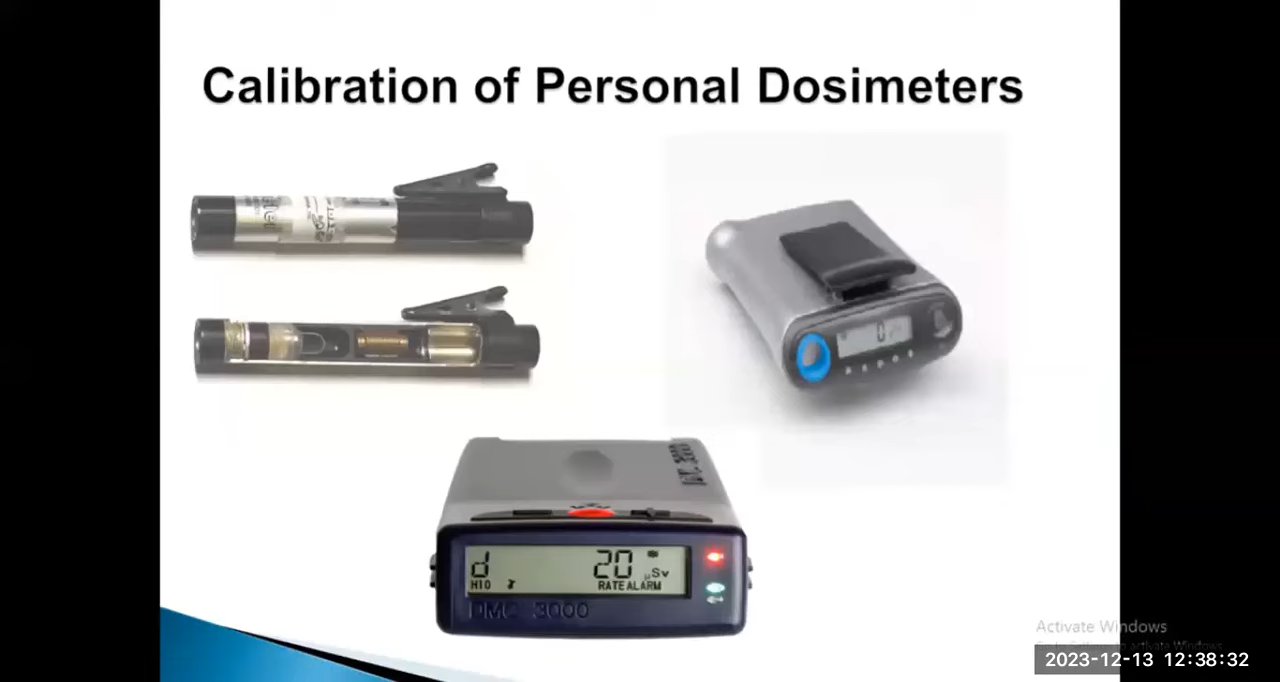 Calibration of Personal Dosimeters
0
d 20 µSv
H10 RATE ALARM
DMC 3000
Activate Windows
2023-12-13 12:38:32